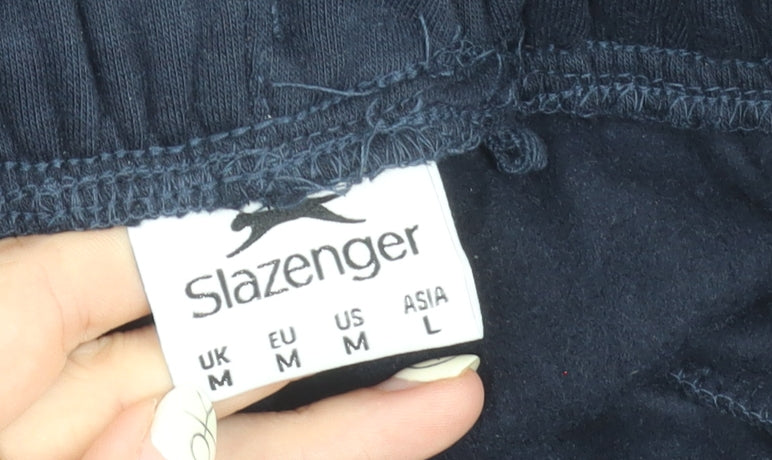 Slazenger
UK EU US ASIA
M M M L